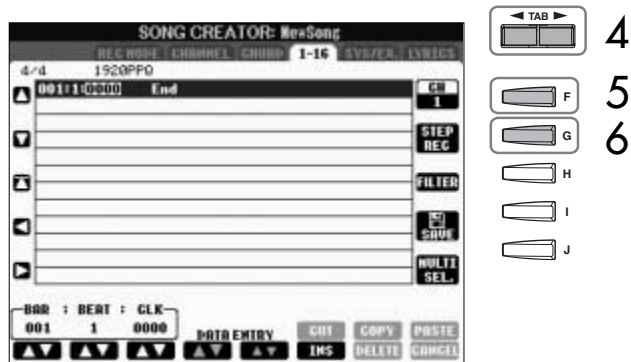 SONG CREATOR: NewSong
REC MODE CHANNEL CHORD 1-16 SYS/EX. LYRICS
4/4 1920PPQ
001:1:0000 End
CH
1
STEP
REC
FILTER
SAVE
MULTI
SEL.
BAR : BEAT : CLK
001 1 0000
DATA ENTRY
CUT COPY PASTE
INS DELETE CANCEL
TAB
4
F
5
G
6
H
I
J